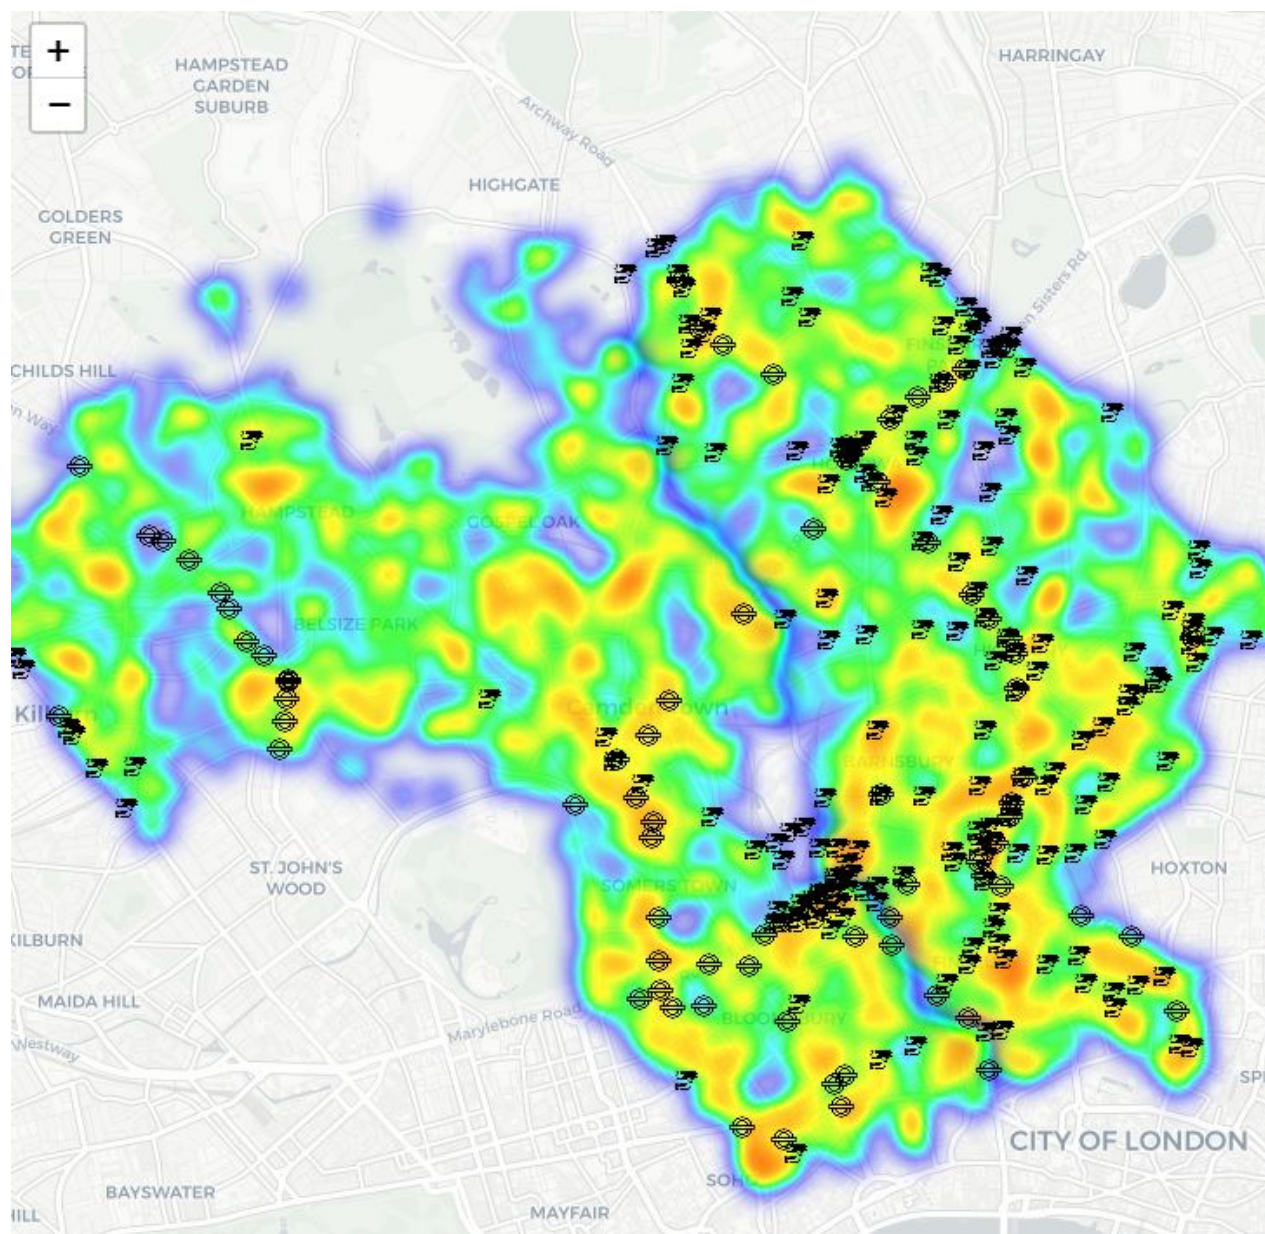 +
−
HARRINGAY
HAMPSTEAD
GARDEN
SUBURB
Archway Road
HIGHGATE
GOLDERS
GREEN
Sisters Rd.
CHILDS HILL
HAMPSTEAD
GOSPEL OAK
BELSIZE PARK
Camden Town
BARNSBURY
ST. JOHN'S
WOOD
HOXTON
SOMERS TOWN
MAIDA HILL
Marylebone Road
BLOOMSBURY
Westway
CITY OF LONDON
BAYSWATER
MAYFAIR